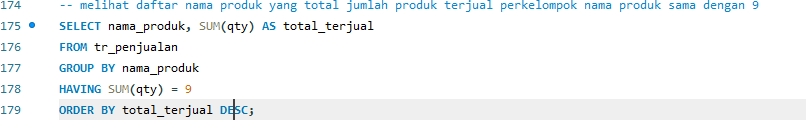 174 -- melihat daftar nama produk yang total jumlah produk terjual perkelompok nama produk sama dengan 9
175 SELECT nama_produk, SUM(qty) AS total_terjual
176 FROM tr_penjualan
177 GROUP BY nama_produk
178 HAVING SUM(qty) = 9
179 ORDER BY total_terjual DESC;